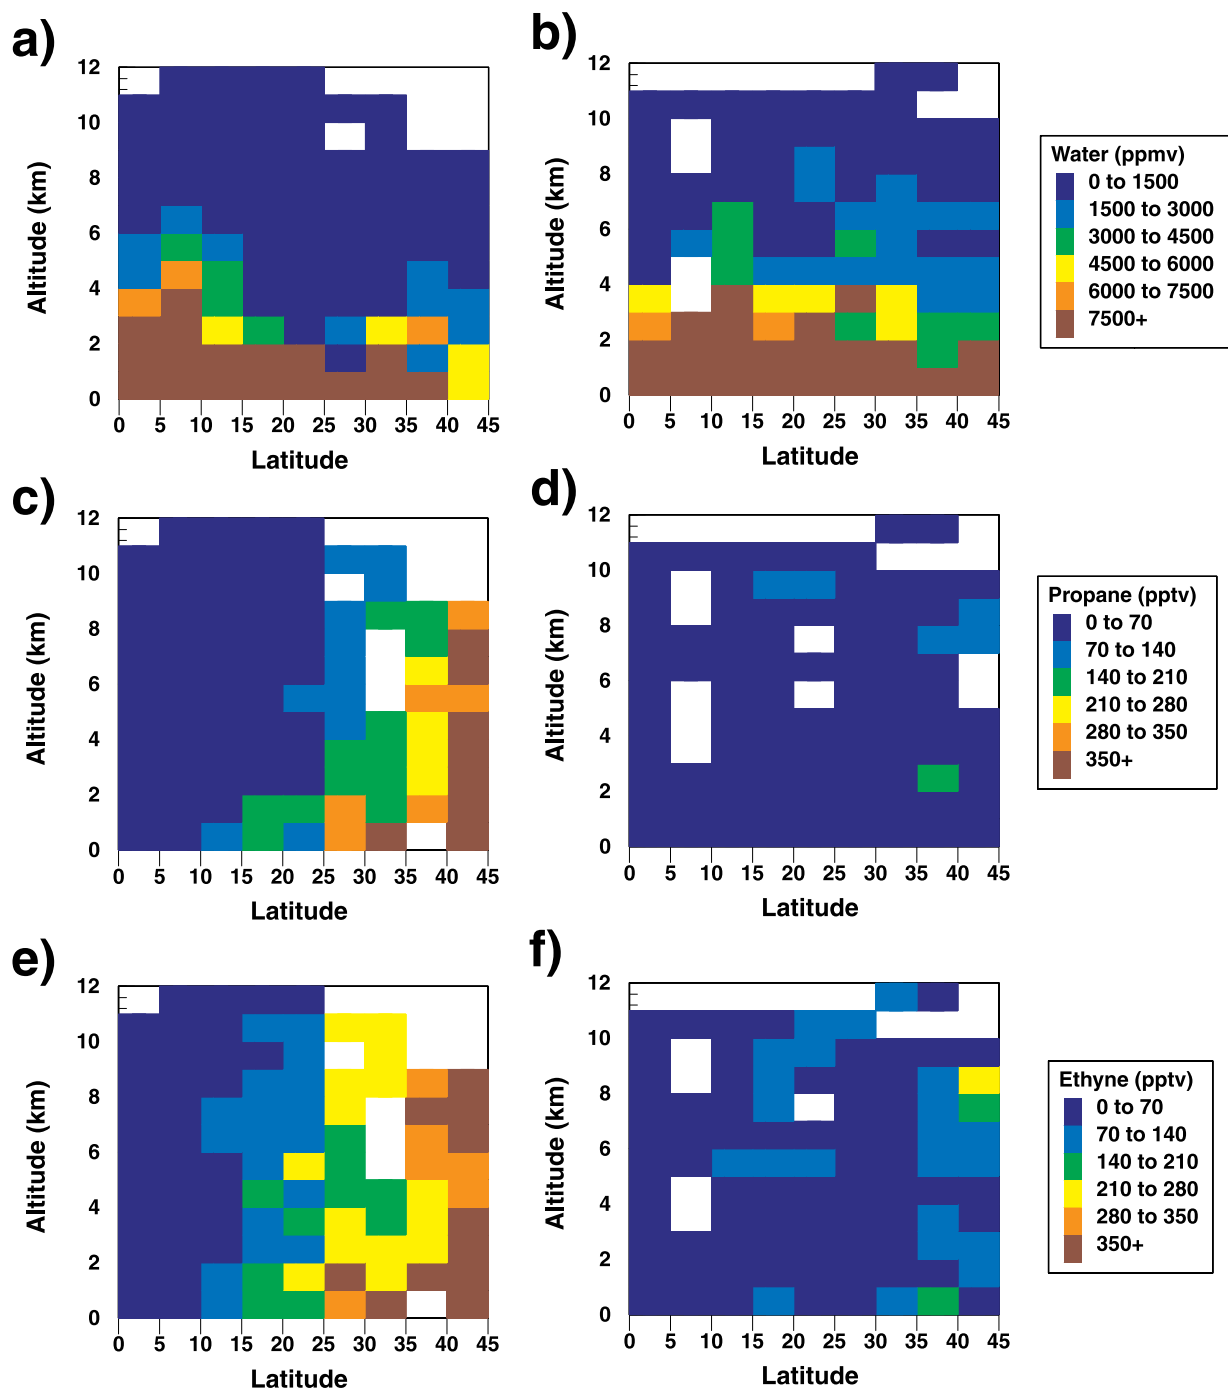 a)
12
10
8
6
4
2
0
Altitude (km)
0 5 10 15 20 25 30 35 40 45
Latitude
b)
12
10
8
6
4
2
0
Altitude (km)
0 5 10 15 20 25 30 35 40 45
Latitude
Water (ppmv)
0 to 1500
1500 to 3000
3000 to 4500
4500 to 6000
6000 to 7500
7500+
c)
12
10
8
6
4
2
0
Altitude (km)
0 5 10 15 20 25 30 35 40 45
Latitude
d)
12
10
8
6
4
2
0
Altitude (km)
0 5 10 15 20 25 30 35 40 45
Latitude
Propane (pptv)
0 to 70
70 to 140
140 to 210
210 to 280
280 to 350
350+
e)
12
10
8
6
4
2
0
Altitude (km)
0 5 10 15 20 25 30 35 40 45
Latitude
f)
12
10
8
6
4
2
0
Altitude (km)
0 5 10 15 20 25 30 35 40 45
Latitude
Ethyne (pptv)
0 to 70
70 to 140
140 to 210
210 to 280
280 to 350
350+